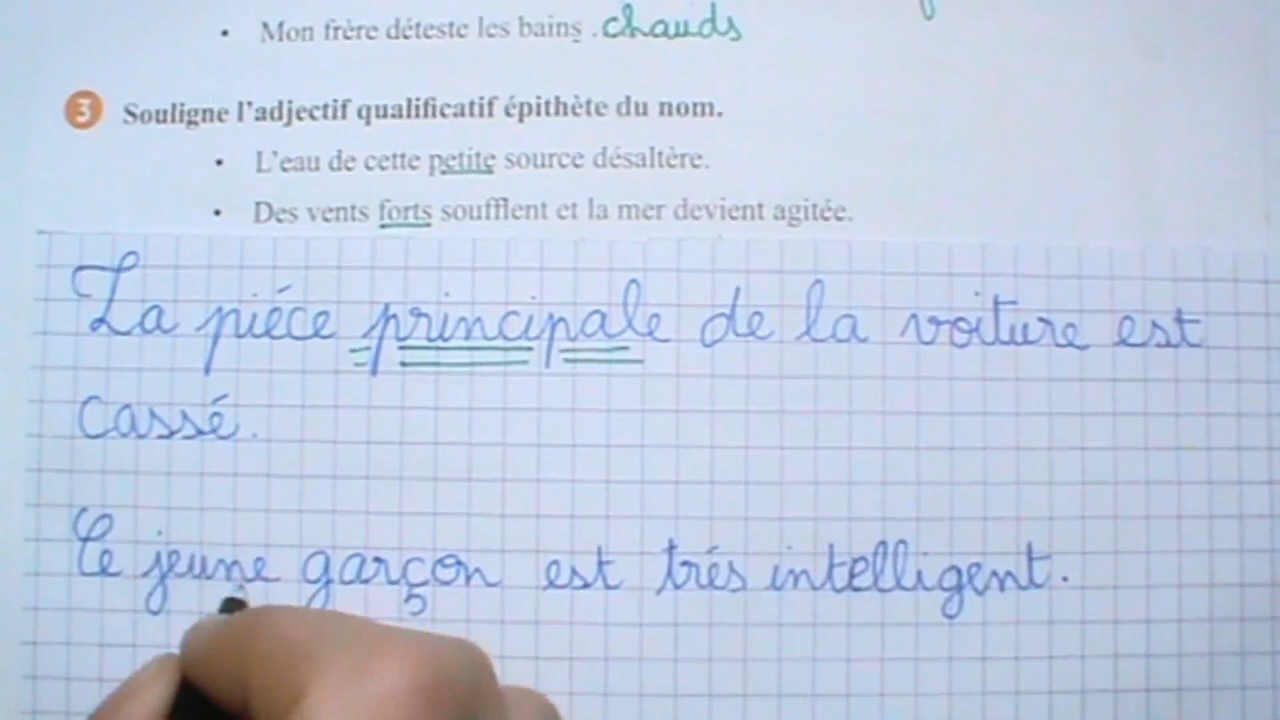 • Mon frère déteste les bains .chauds
3 Souligne l'adjectif qualificatif épithète du nom.
• L'eau de cette petite source désaltère.
• Des vents forts soufflent et la mer devient agitée.
La piéce principale de la voiture est
cassé.
Ce jeune garçon est trés intelligent.